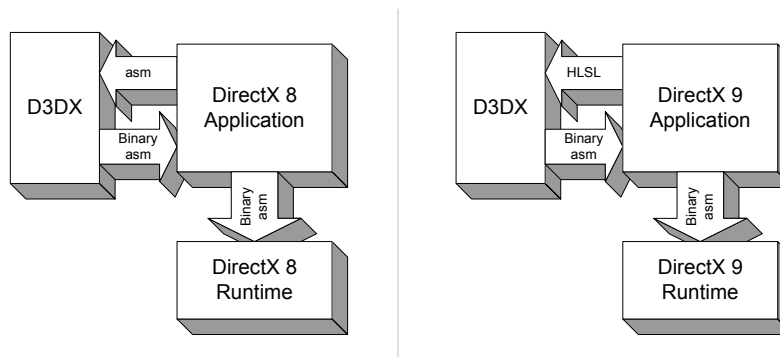 asm
D3DX
DirectX 8
Application
Binary
asm
Binary
asm
DirectX 8
Runtime
HLSL
D3DX
DirectX 9
Application
Binary
asm
Binary
asm
DirectX 9
Runtime